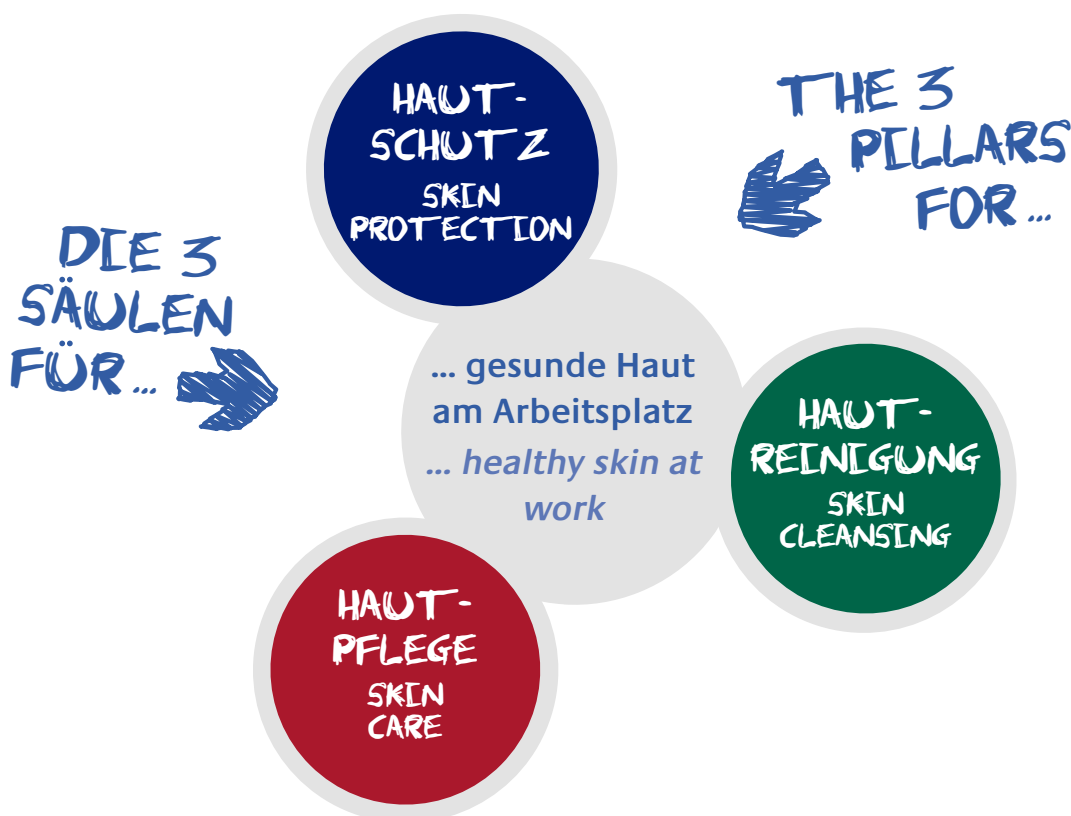 HAUT-
SCHUTZ
SKIN
PROTECTION
THE 3
PILLARS
FOR ...
DIE 3
SÄULEN
FÜR ...
... gesunde Haut
am Arbeitsplatz
... healthy skin at
work
HAUT-
REINIGUNG
SKIN
CLEANSING
HAUT-
PFLEGE
SKIN
CARE